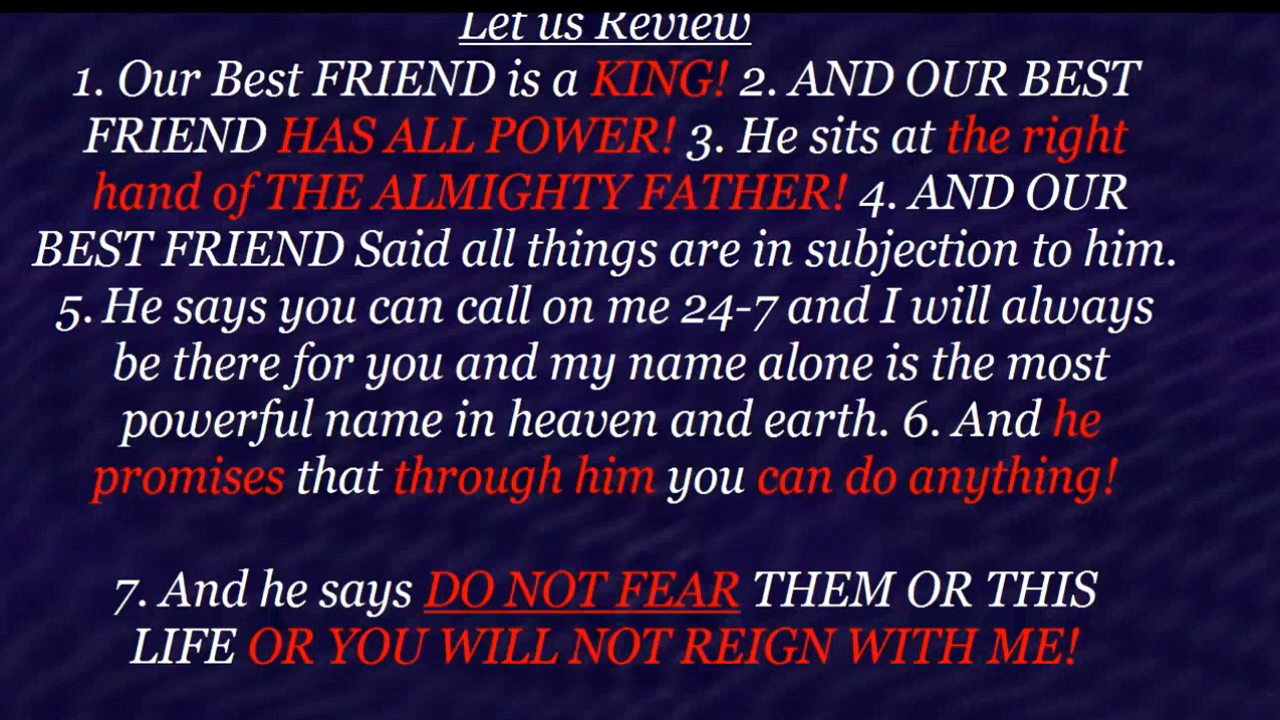 Let us Review
1. Our Best FRIEND is a KING! 2. AND OUR BEST
FRIEND HAS ALL POWER! 3. He sits at the right
hand of THE ALMIGHTY FATHER! 4. AND OUR
BEST FRIEND Said all things are in subjection to him.
5. He says you can call on me 24-7 and I will always
be there for you and my name alone is the most
powerful name in heaven and earth. 6. And he
promises that through him you can do anything!
7. And he says DO NOT FEAR THEM OR THIS
LIFE OR YOU WILL NOT REIGN WITH ME!